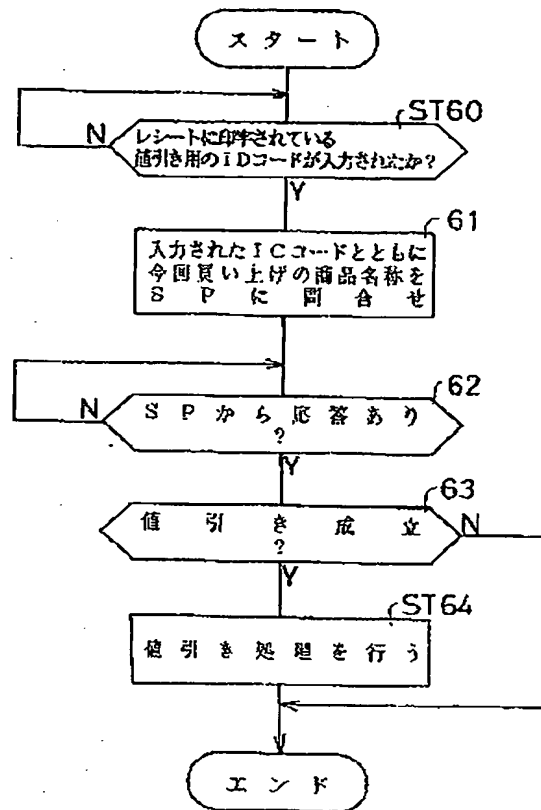 スタート
ST60
N
レシートに印字されている
値引き用のIDコードが入力されたか?
Y
61
入力されたICコードとともに
今回買い上げの商品名称を
SPに問合せ
62
N
SPから応答あり
?
Y
63
値引き成立
?
N
Y
ST64
値引き処理を行う
エンド